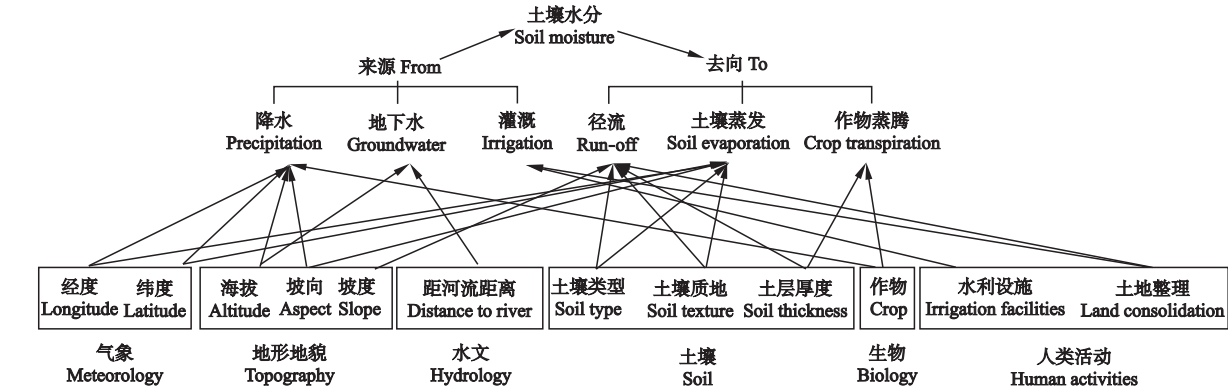 土壤水分
Soil moisture
来源 From
去向 To
降水
Precipitation
地下水
Groundwater
灌溉
Irrigation
径流
Run-off
土壤蒸发
Soil evaporation
作物蒸腾
Crop transpiration
经度
Longitude
纬度
Latitude
海拔
Altitude
坡向
Aspect
坡度
Slope
距河流距离
Distance to river
土壤类型
Soil type
土壤质地
Soil texture
土层厚度
Soil thickness
作物
Crop
水利设施
Irrigation facilities
土地整理
Land consolidation
气象
Meteorology
地形地貌
Topography
水文
Hydrology
土壤
Soil
生物
Biology
人类活动
Human activities